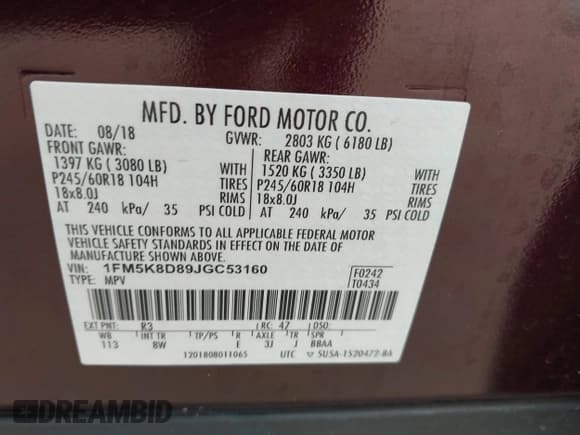 MFD. BY FORD MOTOR CO.
DATE: 08/18 GVWR: 2803 KG ( 6180 LB)
FRONT GAWR: REAR GAWR:
1397 KG ( 3080 LB) WITH 1520 KG ( 3350 LB) WITH
P245/60R18 104H TIRES P245/60R18 104H TIRES
18x8.0J RIMS 18x8.0J RIMS
AT 240 kPa/ 35 PSI COLD AT 240 kPa/ 35 PSI COLD
THIS VEHICLE CONFORMS TO ALL APPLICABLE FEDERAL MOTOR
VEHICLE SAFETY AND THEFT PREVENTION STANDARDS IN EFFECT ON THE DATE OF
MANUFACTURE SHOWN ABOVE.
VIN: 1FM5K8D89JGC53160 F0242
TYPE: MPV T0434
EXT PNT: R3 RC: 47 DSO:
WB INT TR TP/PS R AXLE TR SPR
113 8W E 3J J BBAA
1201808011065 UTC
DREAMBID